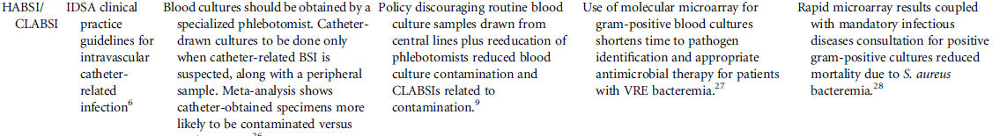 HABSI/
CLABSI
IDSA clinical
practice
guidelines for
intravascular
catheter-
related
infection6
Blood cultures should be obtained by a
specialized phlebotomist. Catheter-
drawn cultures to be done only
when catheter-related BSI is
suspected, along with a peripheral
sample. Meta-analysis shows
catheter-obtained specimens more
likely to be contaminated versus
Policy discouraging routine blood
culture samples drawn from
central lines plus reeducation of
phlebotomists reduced blood
culture contamination and
CLABSIs related to
contamination.9
Use of molecular microarray for
gram-positive blood cultures
shortens time to pathogen
identification and appropriate
antimicrobial therapy for patients
with VRE bacteremia.27
Rapid microarray results coupled
with mandatory infectious
diseases consultation for positive
gram-positive cultures reduced
mortality due to S. aureus
bacteremia.28